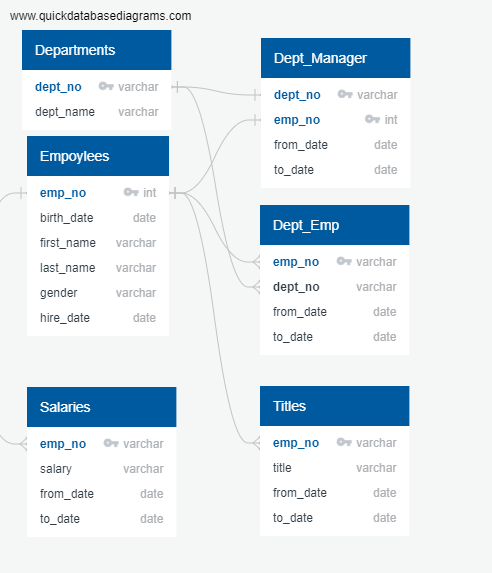 www.quickdatabasediagrams.com
Departments
dept_no varchar
dept_name varchar
Empoylees
emp_no int
birth_date date
first_name varchar
last_name varchar
gender varchar
hire_date date
Salaries
emp_no varchar
salary varchar
from_date date
to_date date
Dept_Manager
dept_no varchar
emp_no int
from_date date
to_date date
Dept_Emp
emp_no varchar
dept_no varchar
from_date date
to_date date
Titles
emp_no varchar
title varchar
from_date date
to_date date